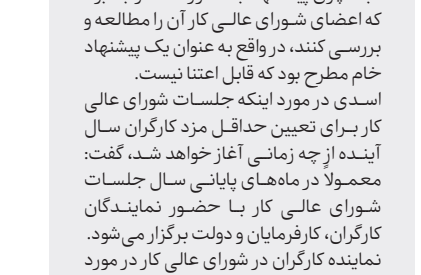 که اعضای شورای عالی کار آن را مطالعه و
بررسی کنند، در واقع به عنوان یک پیشنهاد
خام مطرح بود که قابل اعتنا نیست.
اسدی در مورد اینکه جلسات شورای عالی
کار برای تعیین حداقل مزد کارگران سال
آینده از چه زمانی آغاز خواهد شد، گفت:
معمولاً در ماه‌های پایانی سال جلسات
شورای عالی کار با حضور نمایندگان
کارگران، کارفرمایان و دولت برگزار می‌شود.
نماینده کارگران در شورای عالی کار در مورد